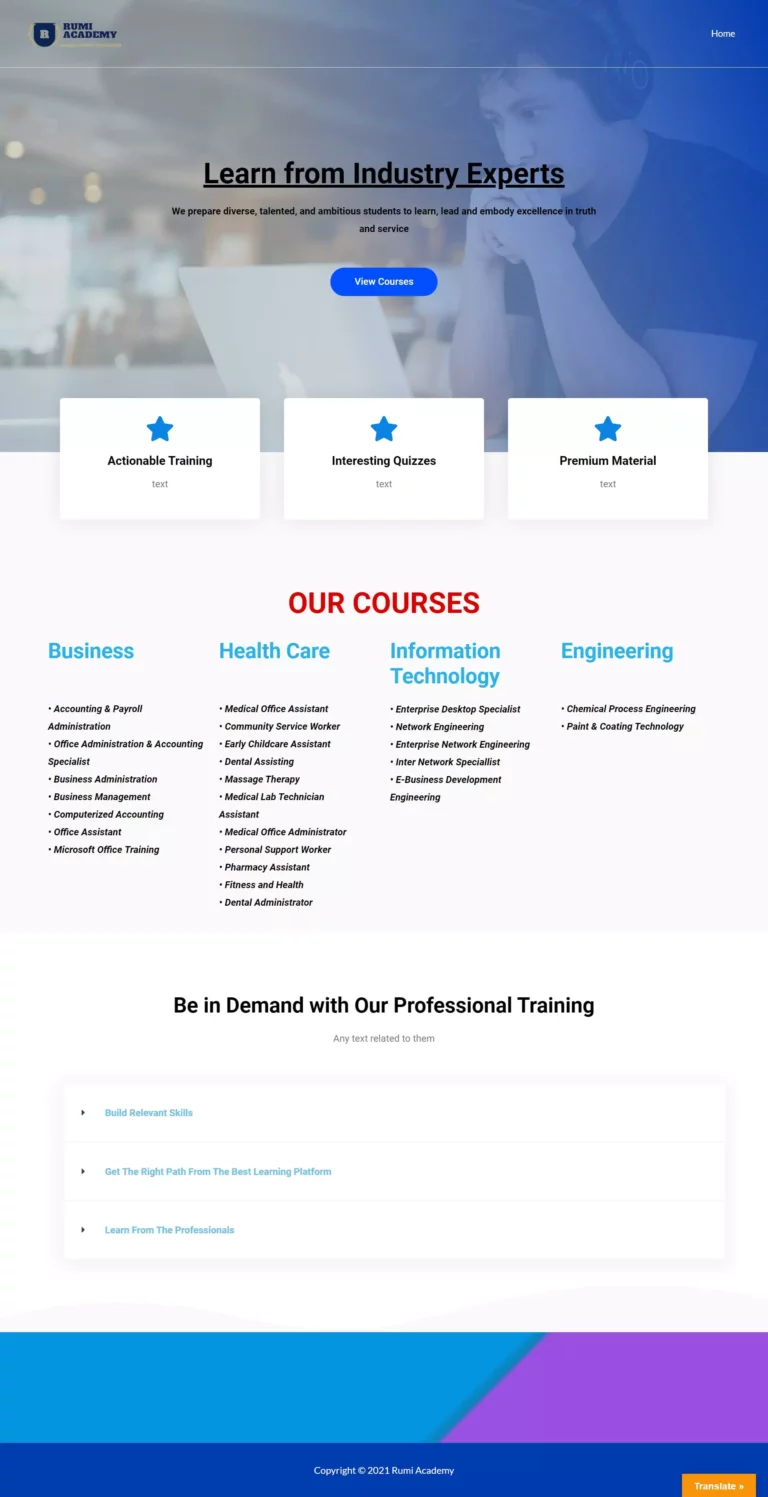 RUMI
ACADEMY
Home
Learn from Industry Experts
We prepare diverse, talented, and ambitious students to learn, lead and embody excellence in truth
and service
View Courses
Actionable Training
text
Interesting Quizzes
text
Premium Material
text
OUR COURSES
Business
• Accounting & Payroll
Administration
• Office Administration & Accounting
Specialist
• Business Administration
• Business Management
• Computerized Accounting
• Office Assistant
• Microsoft Office Training
Health Care
• Medical Office Assistant
• Community Service Worker
• Early Childcare Assistant
• Dental Assisting
• Massage Therapy
• Medical Lab Technician
Assistant
• Medical Office Administrator
• Personal Support Worker
• Pharmacy Assistant
• Fitness and Health
• Dental Administrator
Information
Technology
• Enterprise Desktop Specialist
• Network Engineering
• Enterprise Network Engineering
• Inter Network Speciallist
• E-Business Development
Engineering
Engineering
• Chemical Process Engineering
• Paint & Coating Technology
Be in Demand with Our Professional Training
Any text related to them
Build Relevant Skills
Get The Right Path From The Best Learning Platform
Learn From The Professionals
Copyright © 2021 Rumi Academy
Translate »